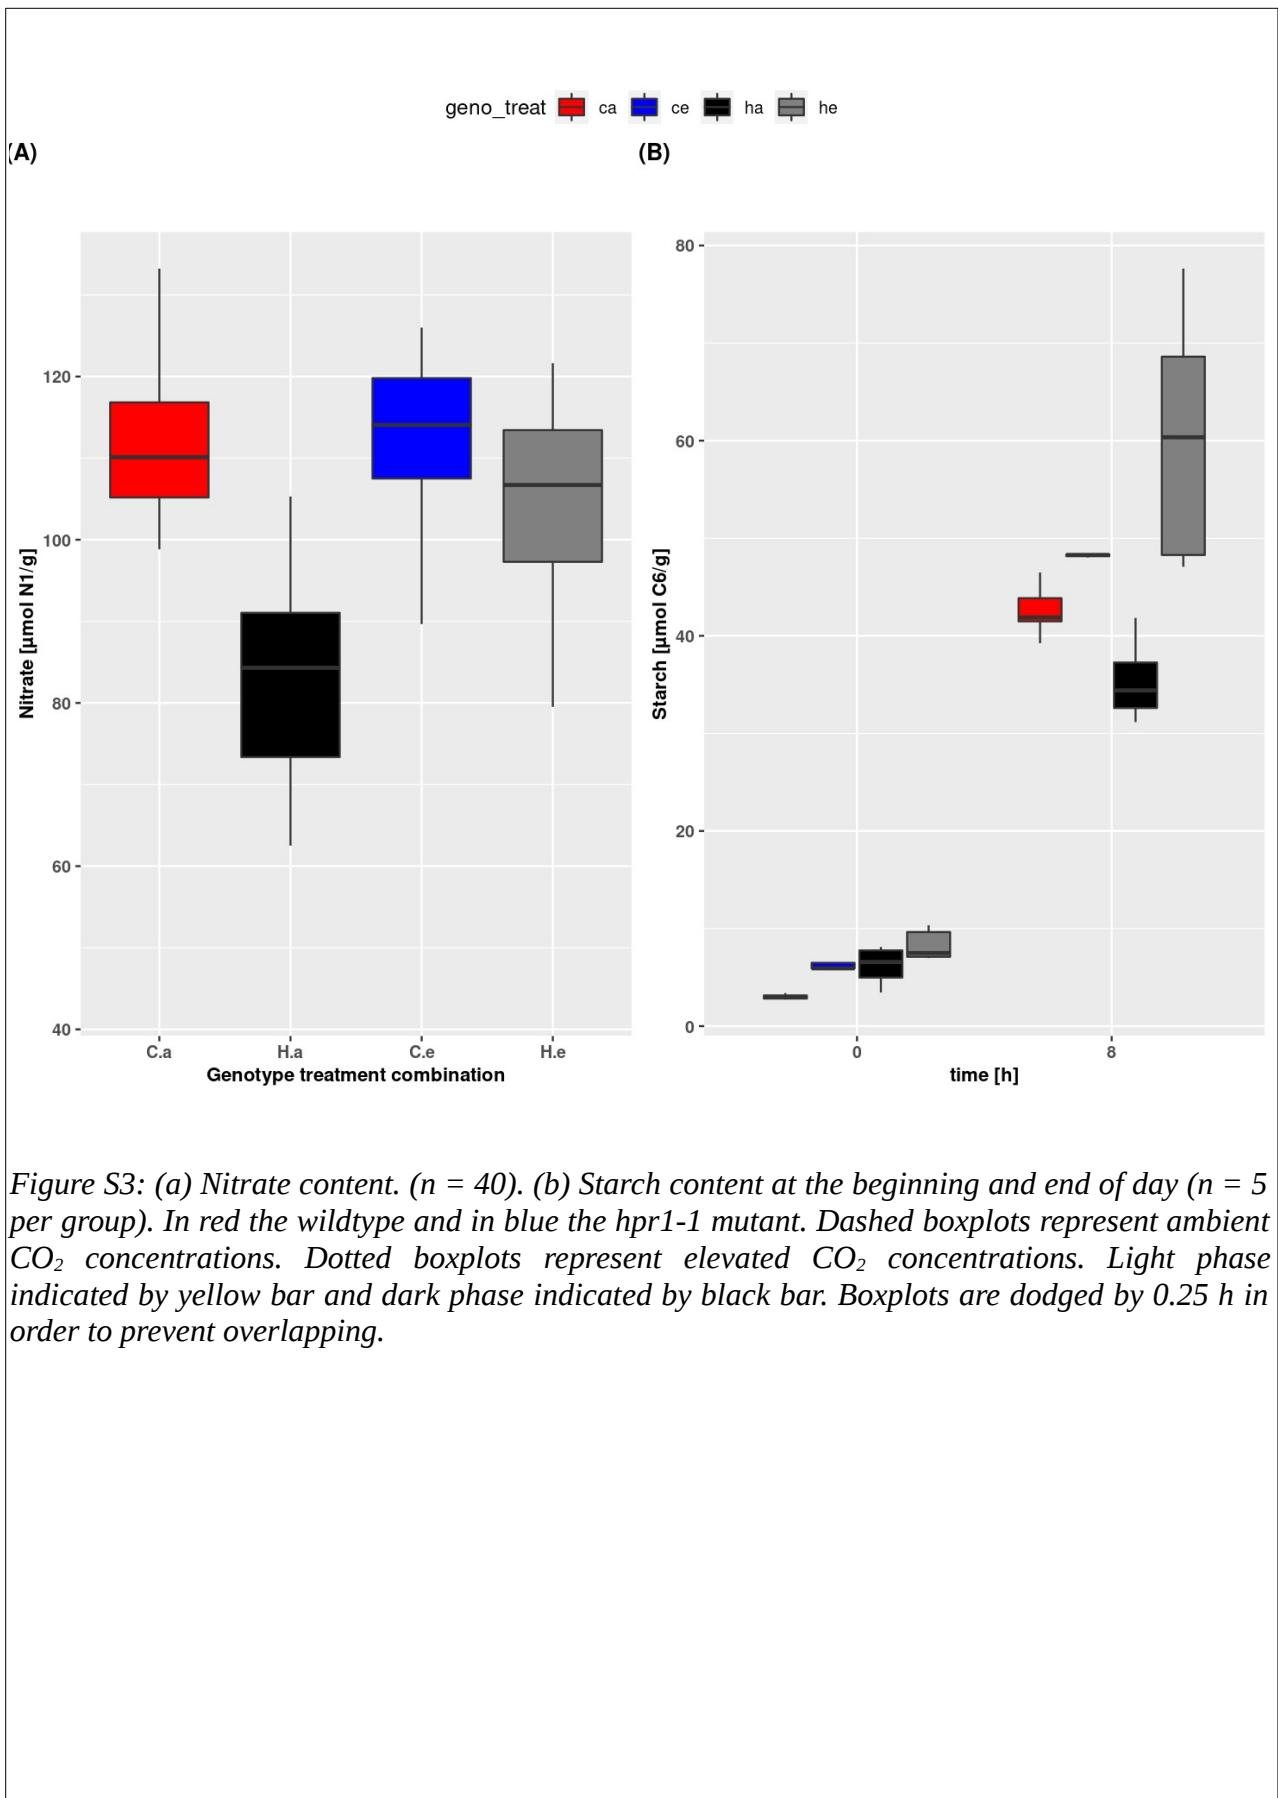 geno_treat ca ce ha he
(A) (B)
120
100
80
60
40
Nitrate [µmol N1/g]
C.a H.a C.e H.e
Genotype treatment combination
80
60
40
20
0
Starch [µmol C6/g]
0 8
time [h]
Figure S3: (a) Nitrate content. (n = 40). (b) Starch content at the beginning and end of day (n = 5
per group). In red the wildtype and in blue the hpr1-1 mutant. Dashed boxplots represent ambient
CO₂ concentrations. Dotted boxplots represent elevated CO₂ concentrations. Light phase
indicated by yellow bar and dark phase indicated by black bar. Boxplots are dodged by 0.25 h in
order to prevent overlapping.